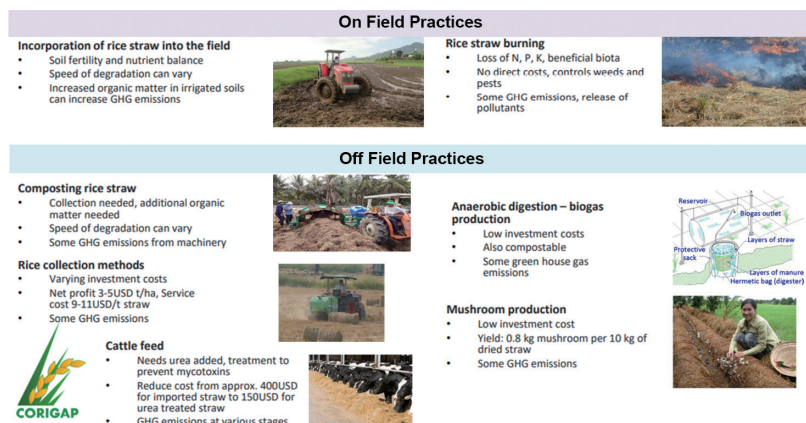 On Field Practices
Incorporation of rice straw into the field
• Soil fertility and nutrient balance
• Speed of degradation can vary
• Increased organic matter in irrigated soils
can increase GHG emissions
Rice straw burning
• Loss of N, P, K, beneficial biota
• No direct costs, controls weeds and
pests
• Some GHG emissions, release of
pollutants
Off Field Practices
Composting rice straw
• Collection needed, additional organic
matter needed
• Speed of degradation can vary
• Some GHG emissions from machinery
Rice collection methods
• Varying investment costs
• Net profit 3-5USD t/ha, Service
cost 9-11USD/t straw
• Some GHG emissions
Cattle feed
• Needs urea added, treatment to
prevent mycotoxins
• Reduce cost from approx. 400USD
for imported straw to 150USD for
urea treated straw
• GHG emissions at various stages
CORIGAP
Anaerobic digestion – biogas
production
• Low investment costs
• Also compostable
• Some green house gas
emissions
Reservoir
Biogas outlet
Protective
sack
Layers of straw
Layers of manure
Hermetic bag (digester)
Mushroom production
• Low investment cost
• Yield: 0.8 kg mushroom per 10 kg of
dried straw
• Some GHG emissions